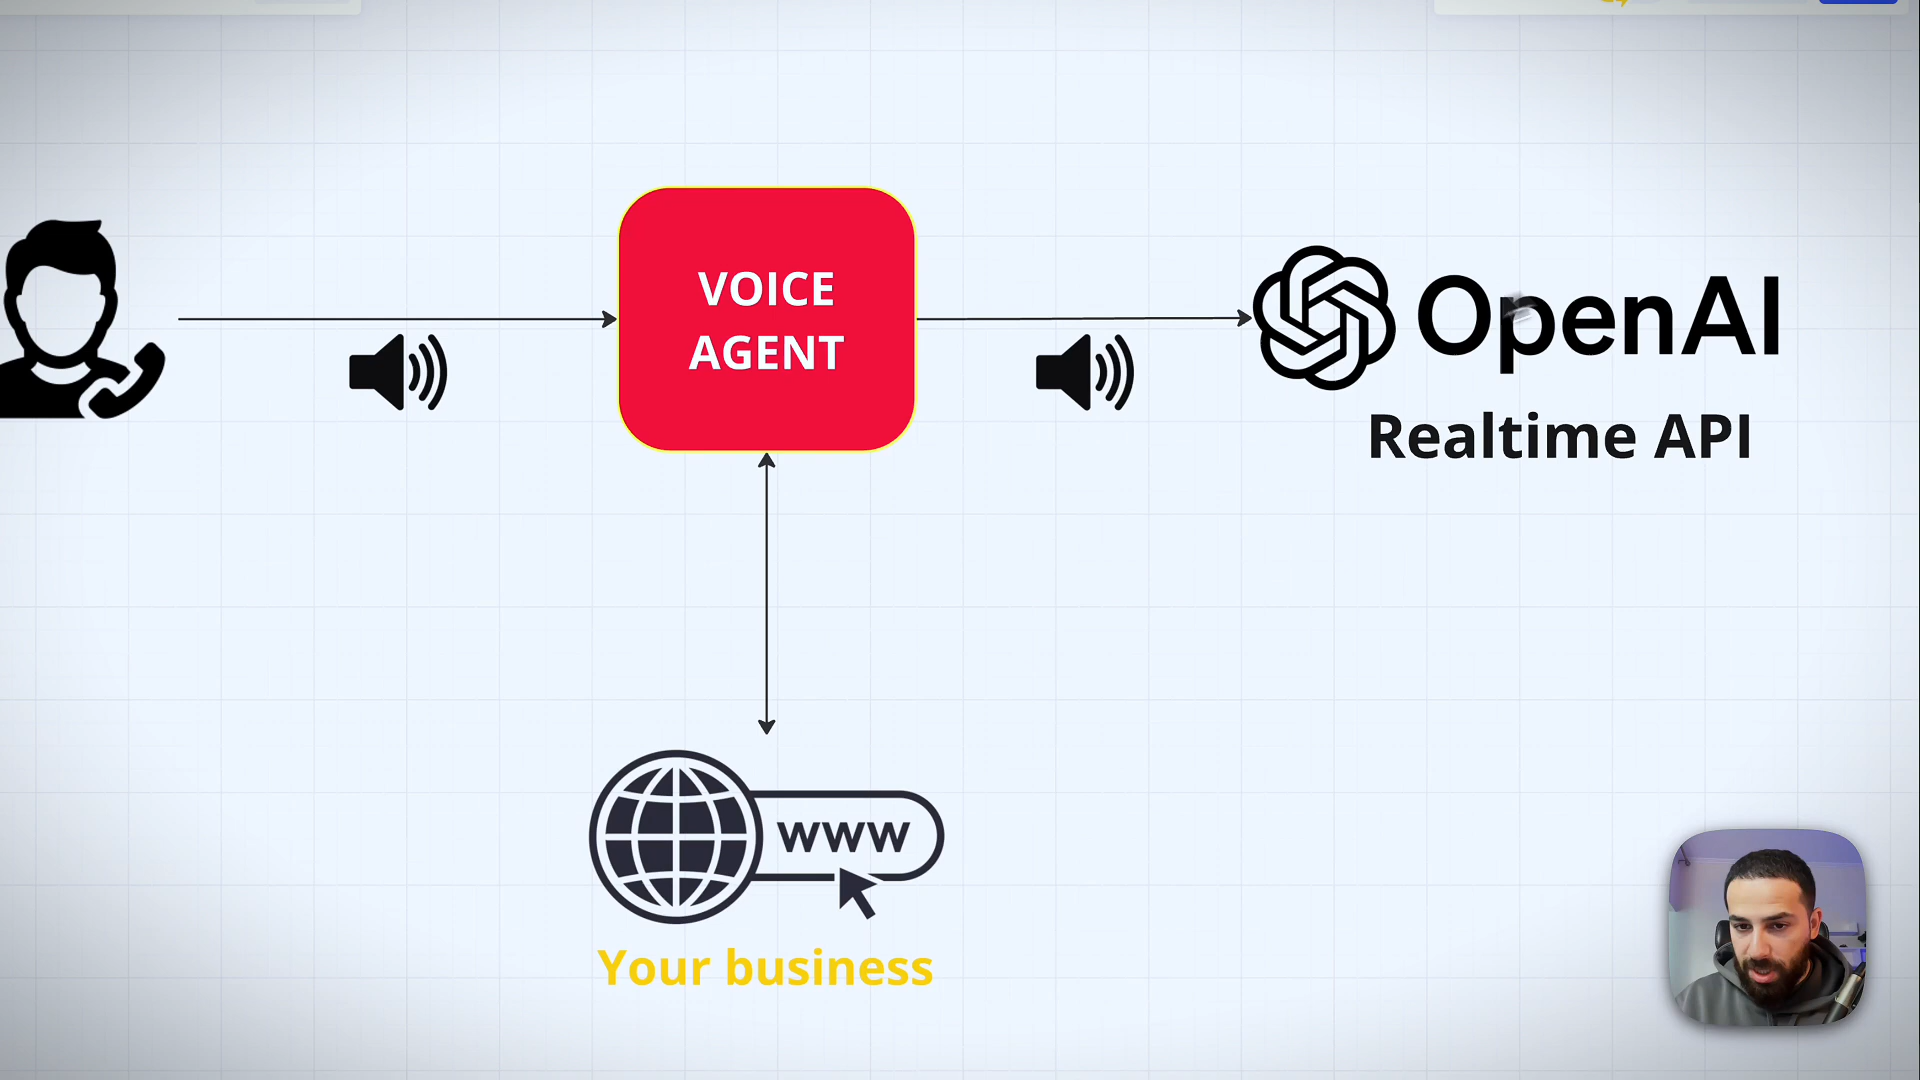 VOICE
AGENT
OpenAI
Realtime API
www
Your business